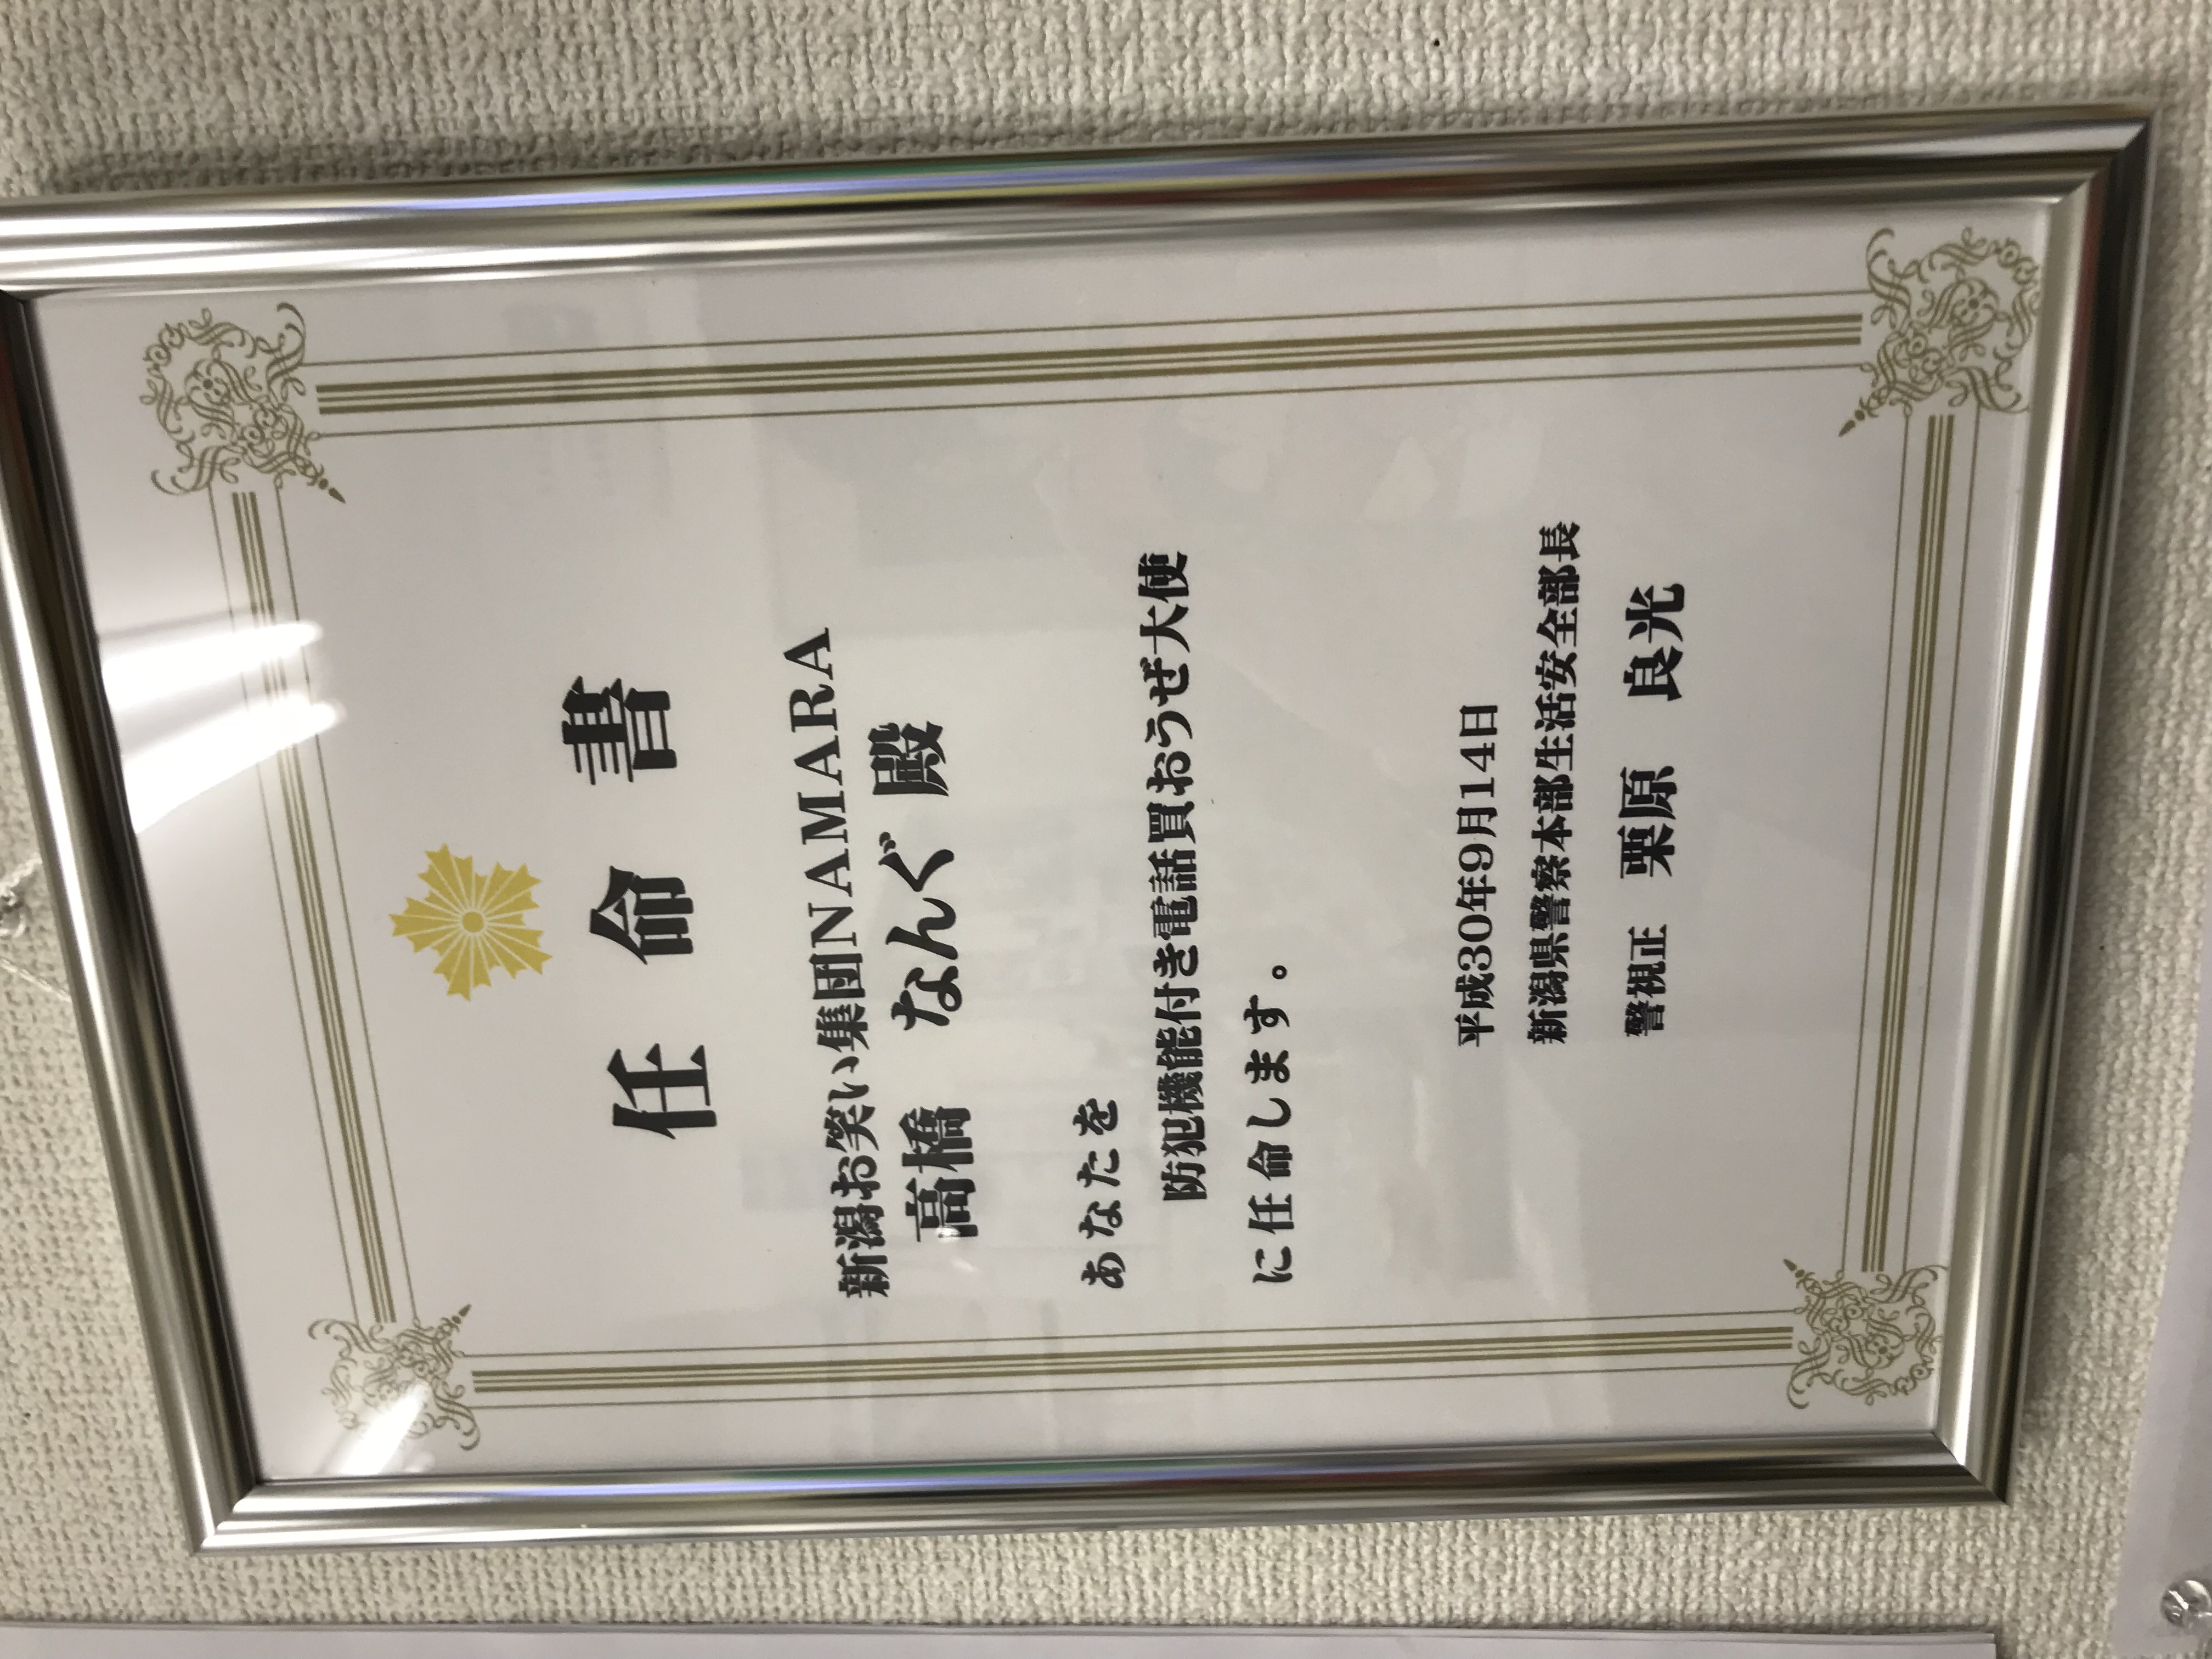 任命書
新潟お笑い集団NAMARA
高橋 なんぐ 殿
あなたを
防犯機能付き電話買おうぜ大使
に任命します。
平成30年9月14日
新潟県警察本部生活安全部長
警視正 栗原 良光